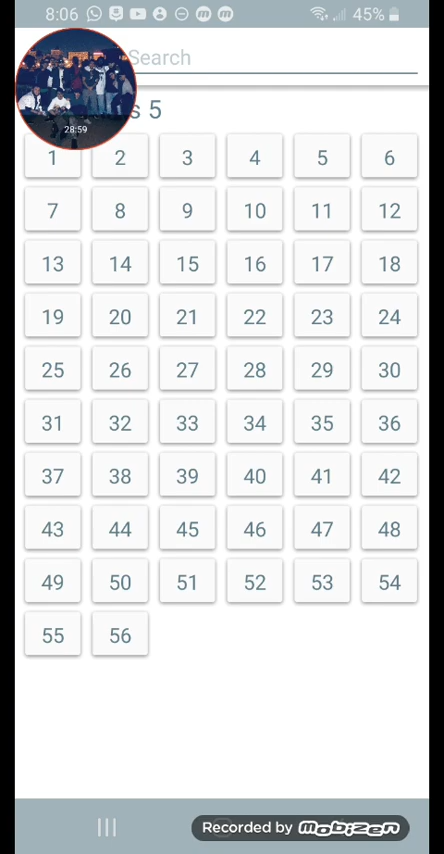 8:06 45%
Search
28:59
s 5
1 2 3 4 5 6
7 8 9 10 11 12
13 14 15 16 17 18
19 20 21 22 23 24
25 26 27 28 29 30
31 32 33 34 35 36
37 38 39 40 41 42
43 44 45 46 47 48
49 50 51 52 53 54
55 56
Recorded by Mobizen